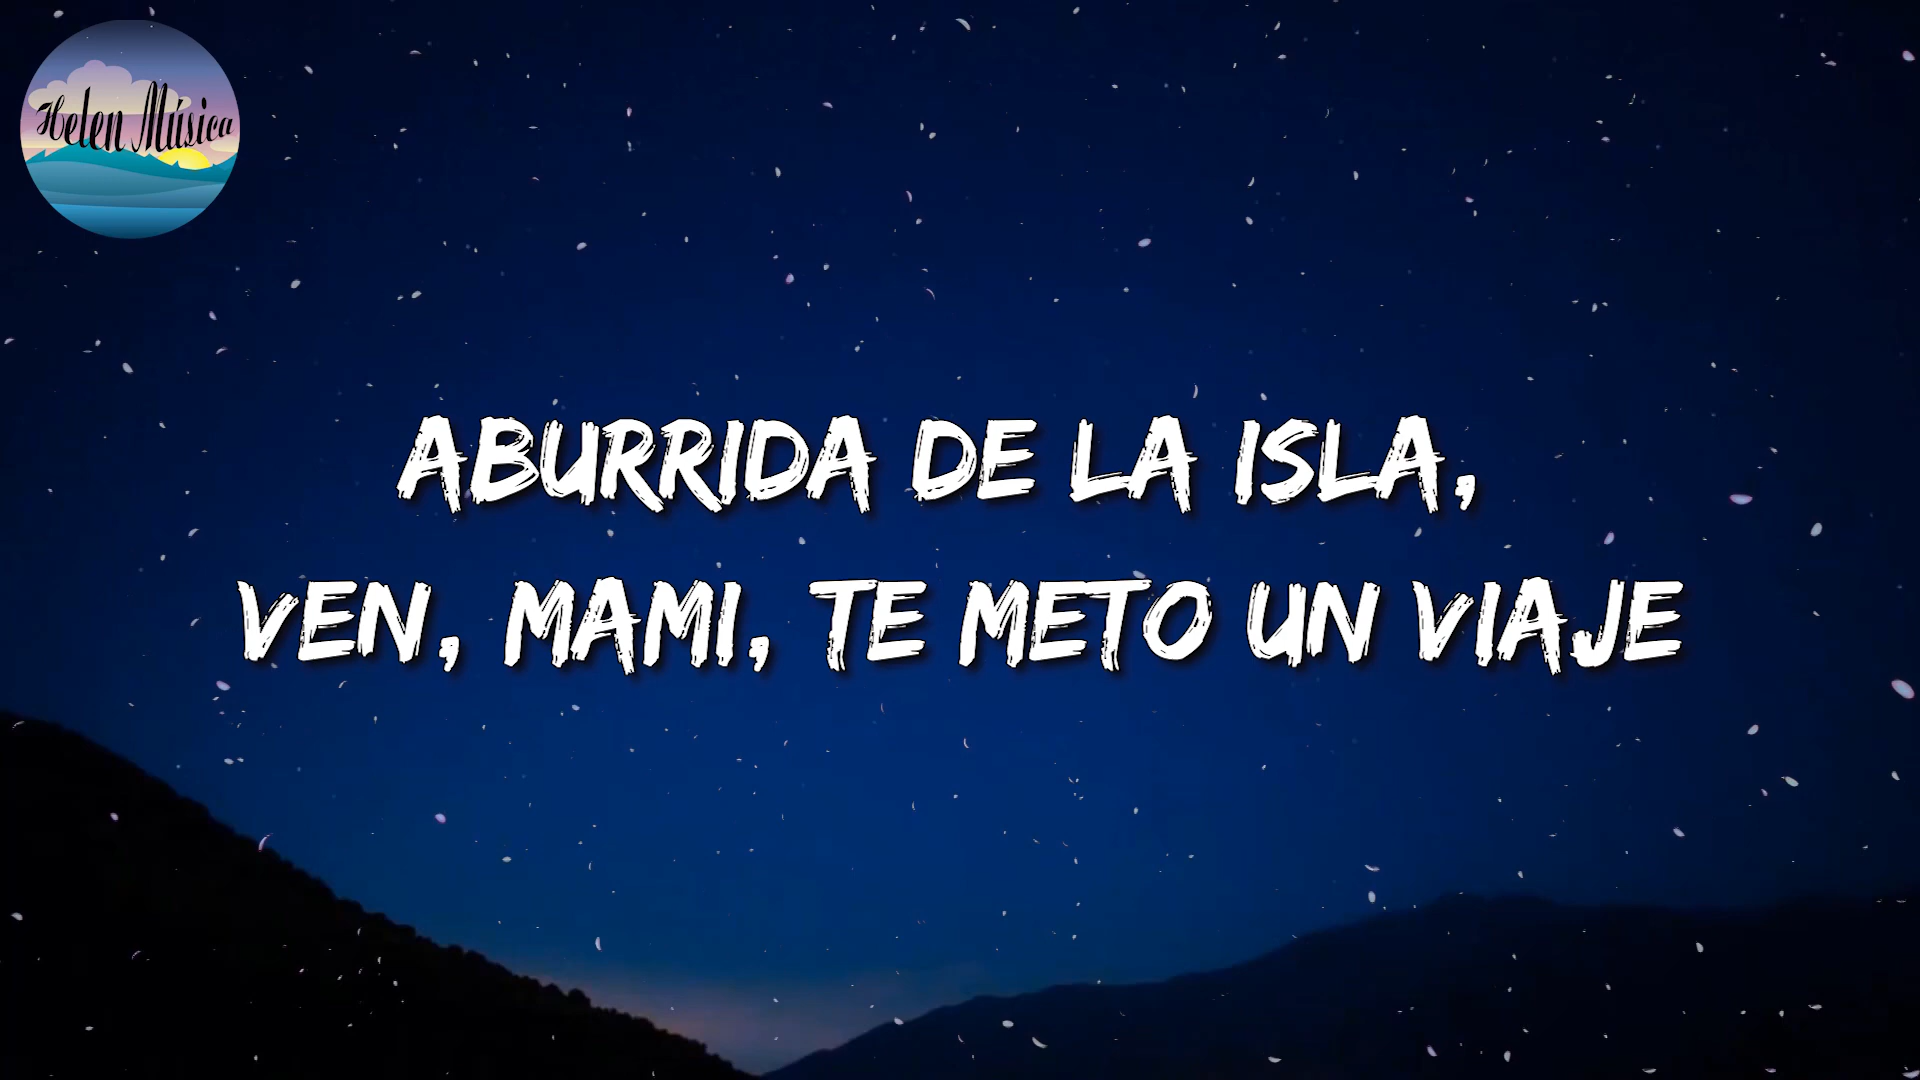 Helen Música
ABURRIDA DE LA ISLA,
VEN, MAMI, TE METO UN VIAJE